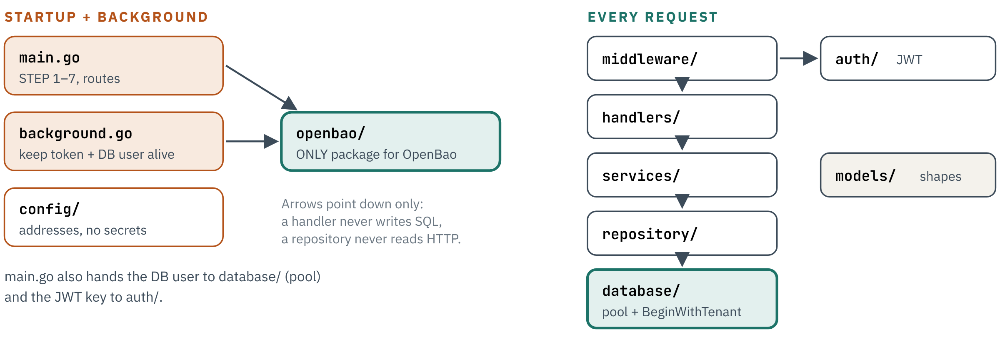 STARTUP + BACKGROUND
main.go
STEP 1–7, routes
background.go
keep token + DB user alive
config/
addresses, no secrets
openbao/
ONLY package for OpenBao
Arrows point down only:
a handler never writes SQL,
a repository never reads HTTP.
main.go also hands the DB user to database/ (pool)
and the JWT key to auth/.
EVERY REQUEST
middleware/
auth/ JWT
handlers/
services/
models/ shapes
repository/
database/
pool + BeginWithTenant